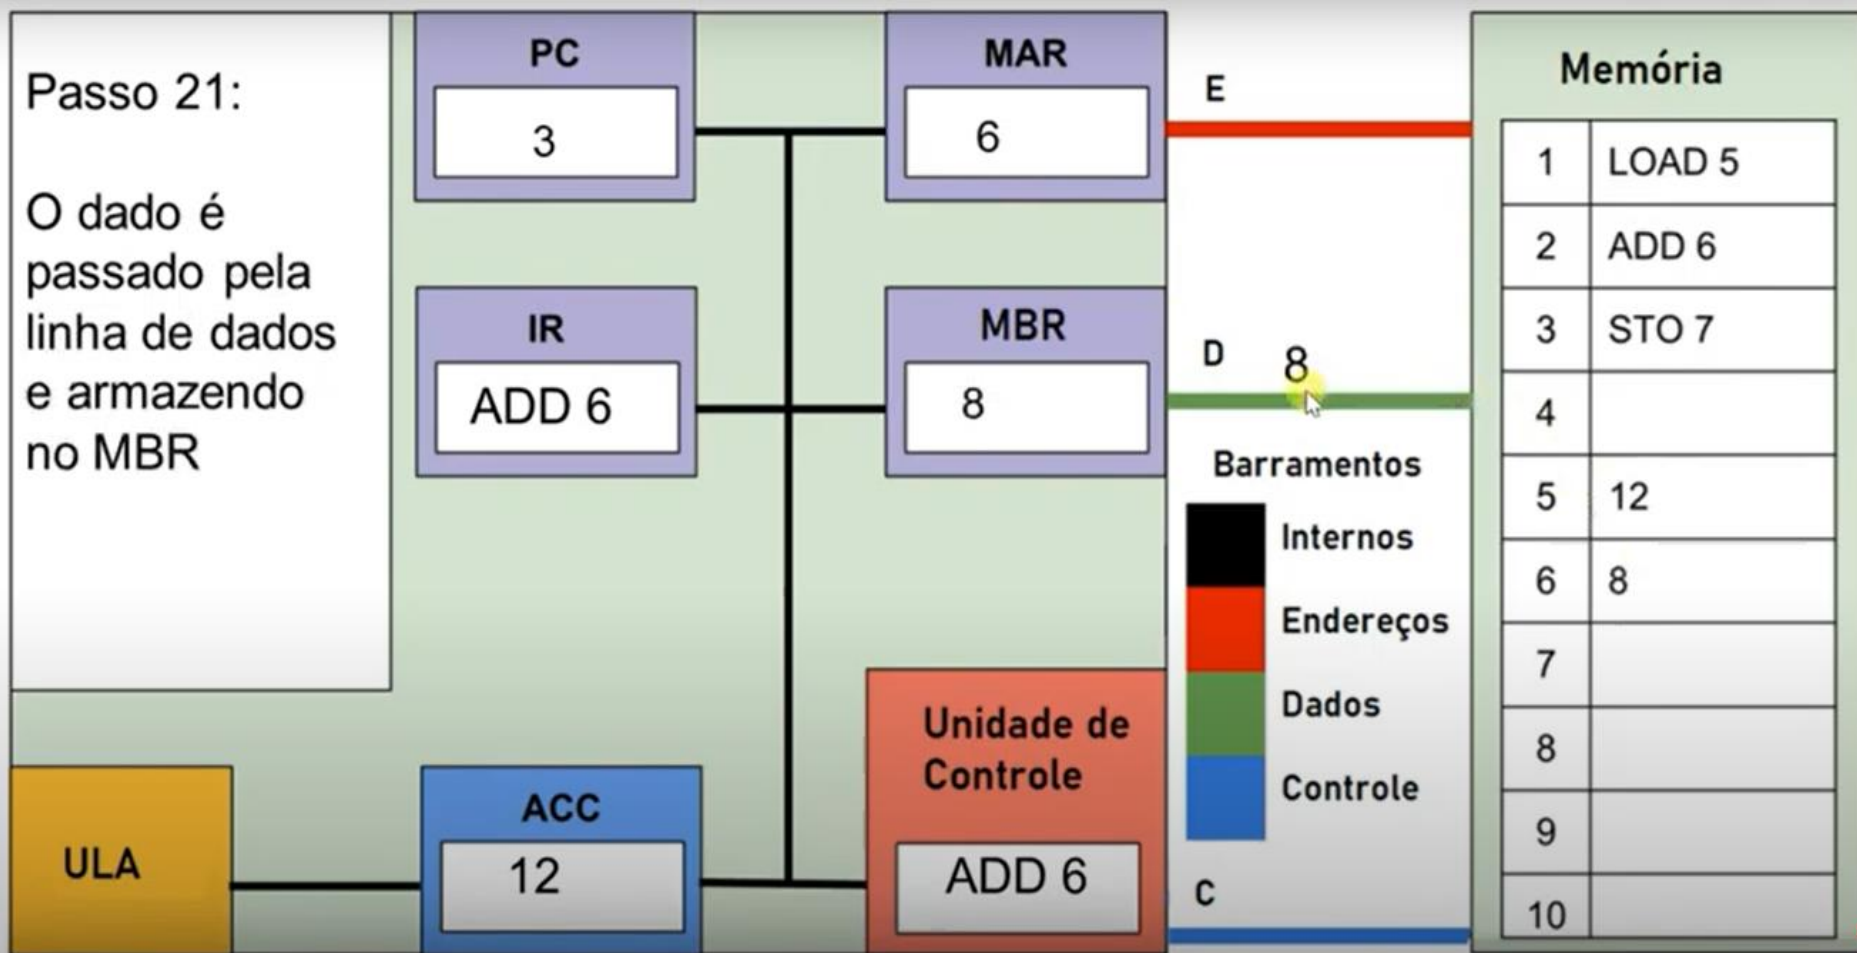 Passo 21:
O dado é
passado pela
linha de dados
e armazendo
no MBR
PC
3
MAR
6
IR
ADD 6
MBR
8
ULA
ACC
12
Unidade de
Controle
ADD 6
E
D 8
Barramentos
Internos
Endereços
Dados
Controle
C
Memória
1 LOAD 5
2 ADD 6
3 STO 7
4
5 12
6 8
7
8
9
10